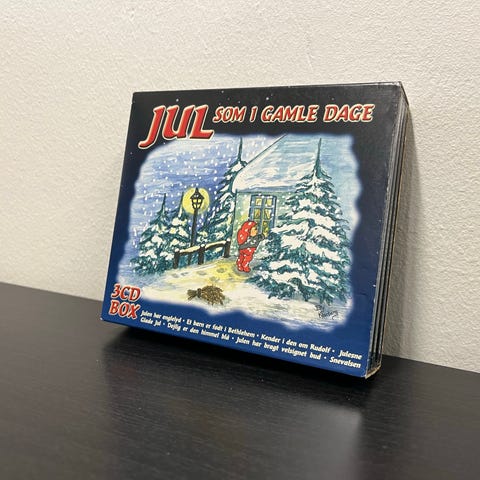 JUL SOM I GAMLE DAGE
3CD
BOX
Julen har englelyd • Et barn er født i Bethlehem • Kender i den om Rudolf • Julesne
Glade Jul • Dejlig er den himmel blå • Julen har bragt velsignet bud • Snevalsen